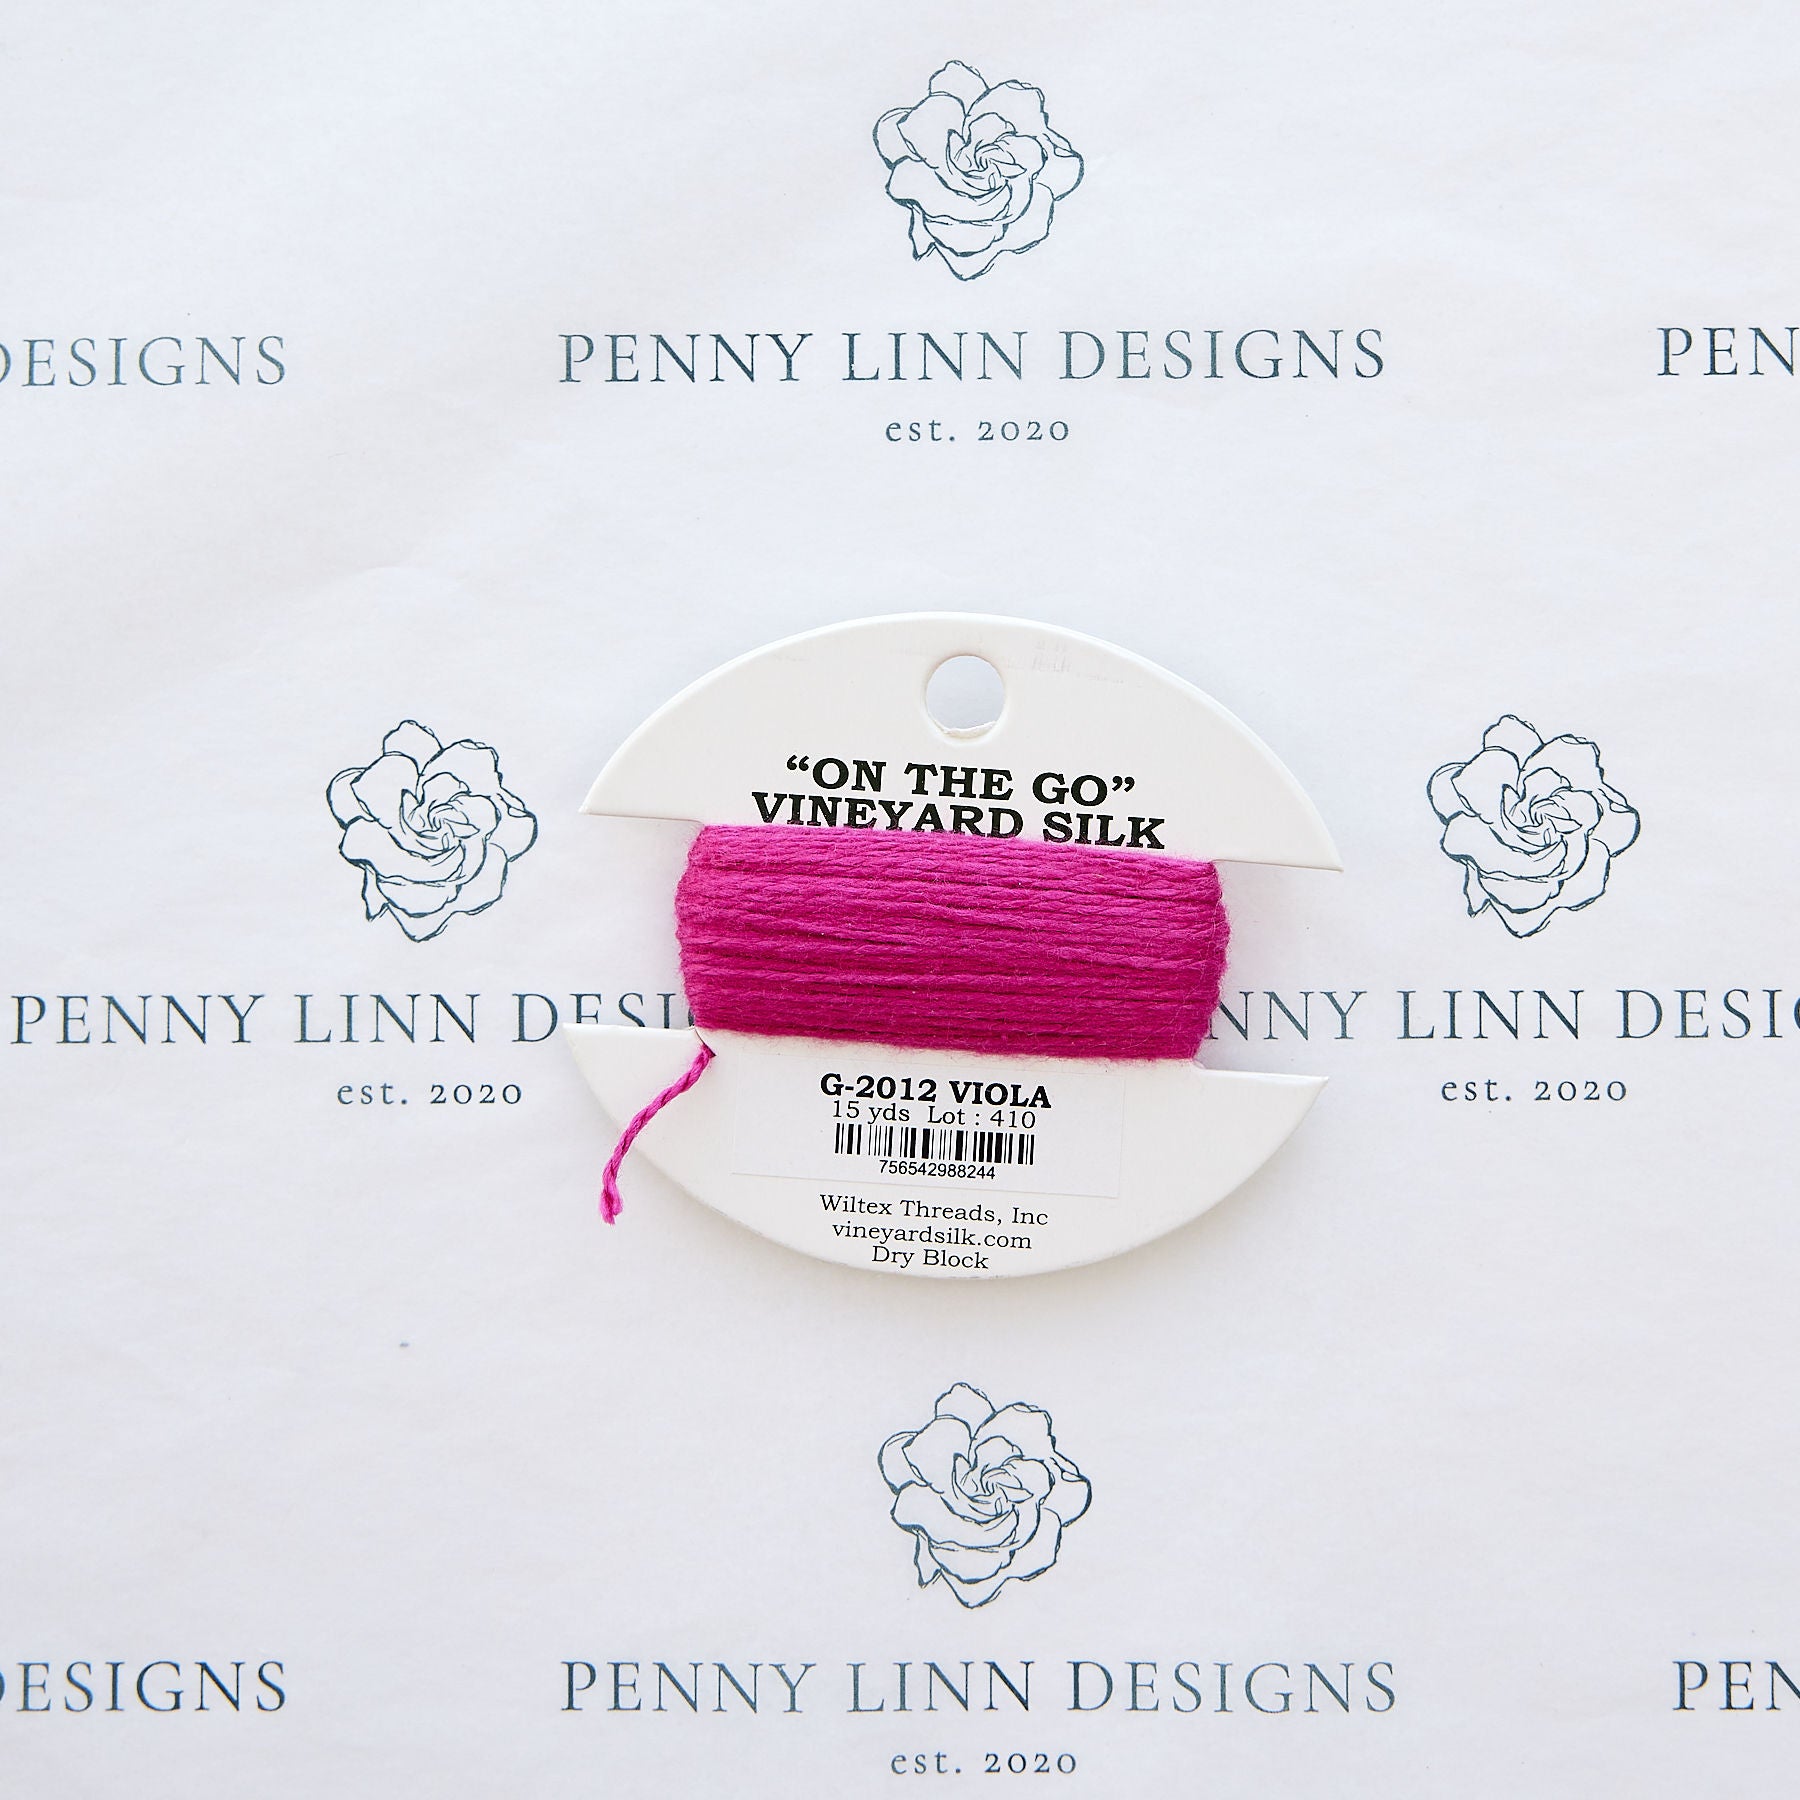 PENNY LINN DESIGNS
est. 2020
DESIGNS
PEN
"ON THE GO"
VINEYARD SILK
PENNY LINN DESI
est. 2020
NNY LINN DESIG
est. 2020
G-2012 VIOLA
15 yds Lot : 410
756542988244
Wiltex Threads, Inc
vineyardsilk.com
Dry Block
DESIGNS
PENNY LINN DESIGNS
PEN
est. 2020